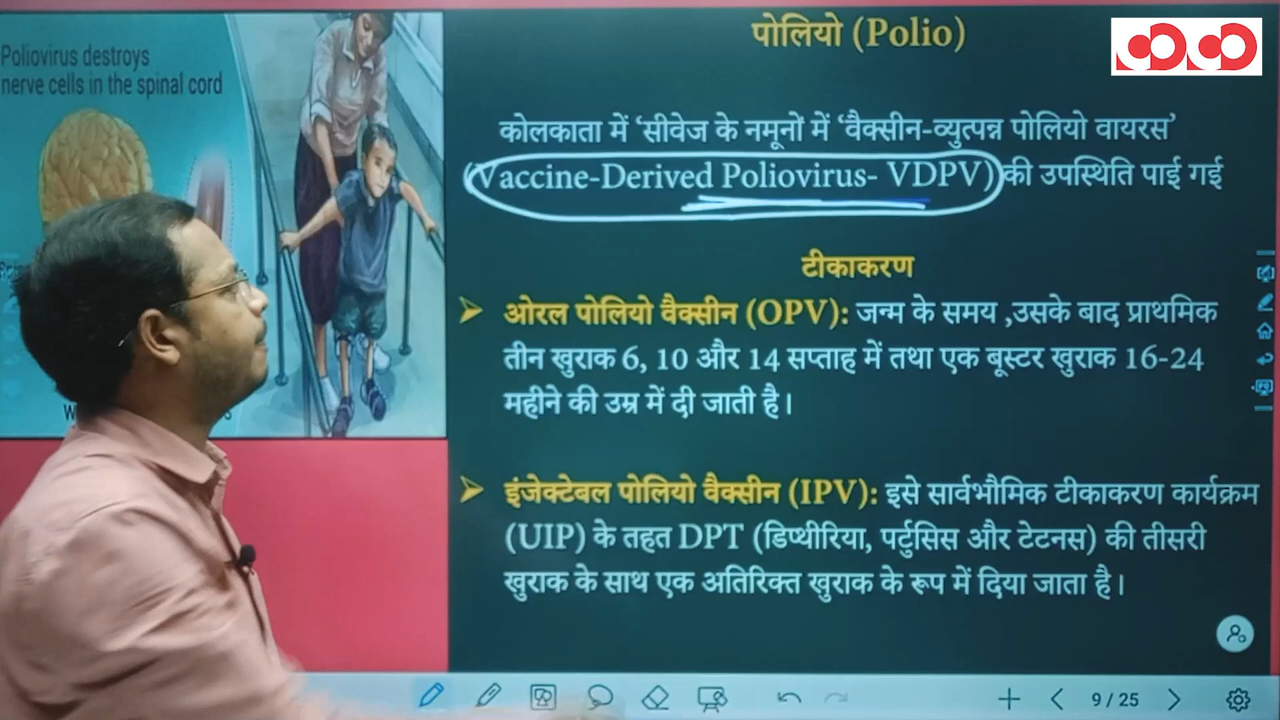 Poliovirus destroys
nerve cells in the spinal cord
पोलियो (Polio)
कोलकाता में ‘सीवेज के नमूनों में ‘वैक्सीन-व्युत्पन्न पोलियो वायरस’
(Vaccine-Derived Poliovirus- VDPV) की उपस्थिति पाई गई
टीकाकरण
➢ ओरल पोलियो वैक्सीन (OPV): जन्म के समय ,उसके बाद प्राथमिक
तीन खुराक 6, 10 और 14 सप्ताह में तथा एक बूस्टर खुराक 16-24
महीने की उम्र में दी जाती है।
➢ इंजेक्टेबल पोलियो वैक्सीन (IPV): इसे सार्वभौमिक टीकाकरण कार्यक्रम
(UIP) के तहत DPT (डिप्थीरिया, पर्टुसिस और टेटनस) की तीसरी
खुराक के साथ एक अतिरिक्त खुराक के रूप में दिया जाता है।
9 / 25